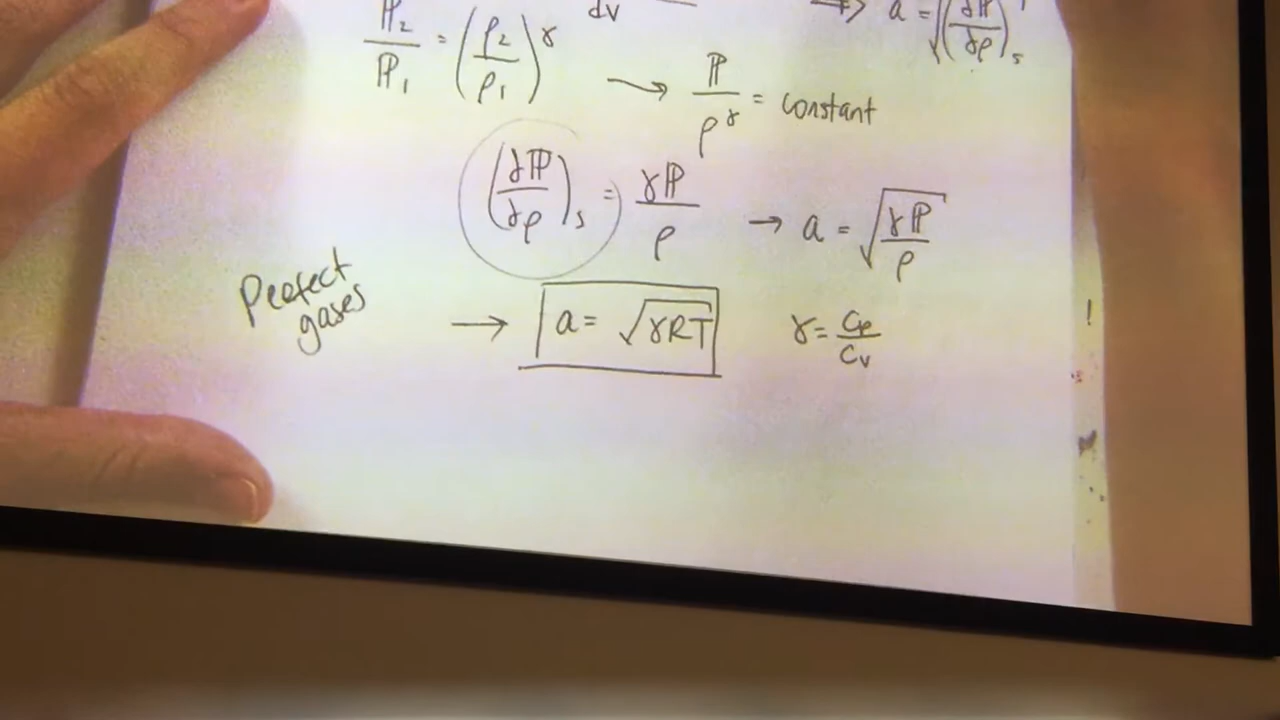 dv ⇒ a = √(∂P/∂ρ)s
P₂/P₁ = (ρ₂/ρ₁)^γ → P/ρ^γ = constant
(∂P/∂ρ)s = γP/ρ → a = √(γP/ρ)
Perfect gases → a = √γRT γ = Cp/Cv